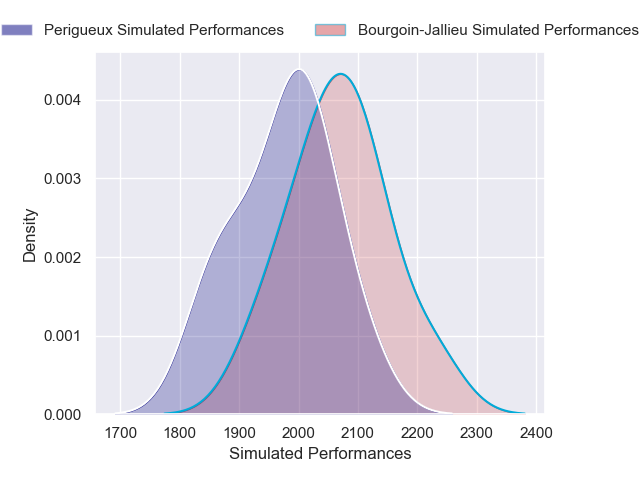 Perigueux Simulated Performances
Bourgoin-Jallieu Simulated Performances
0.004
0.003
0.002
0.001
0.000
Density
1700 1800 1900 2000 2100 2200 2300 2400
Simulated Performances